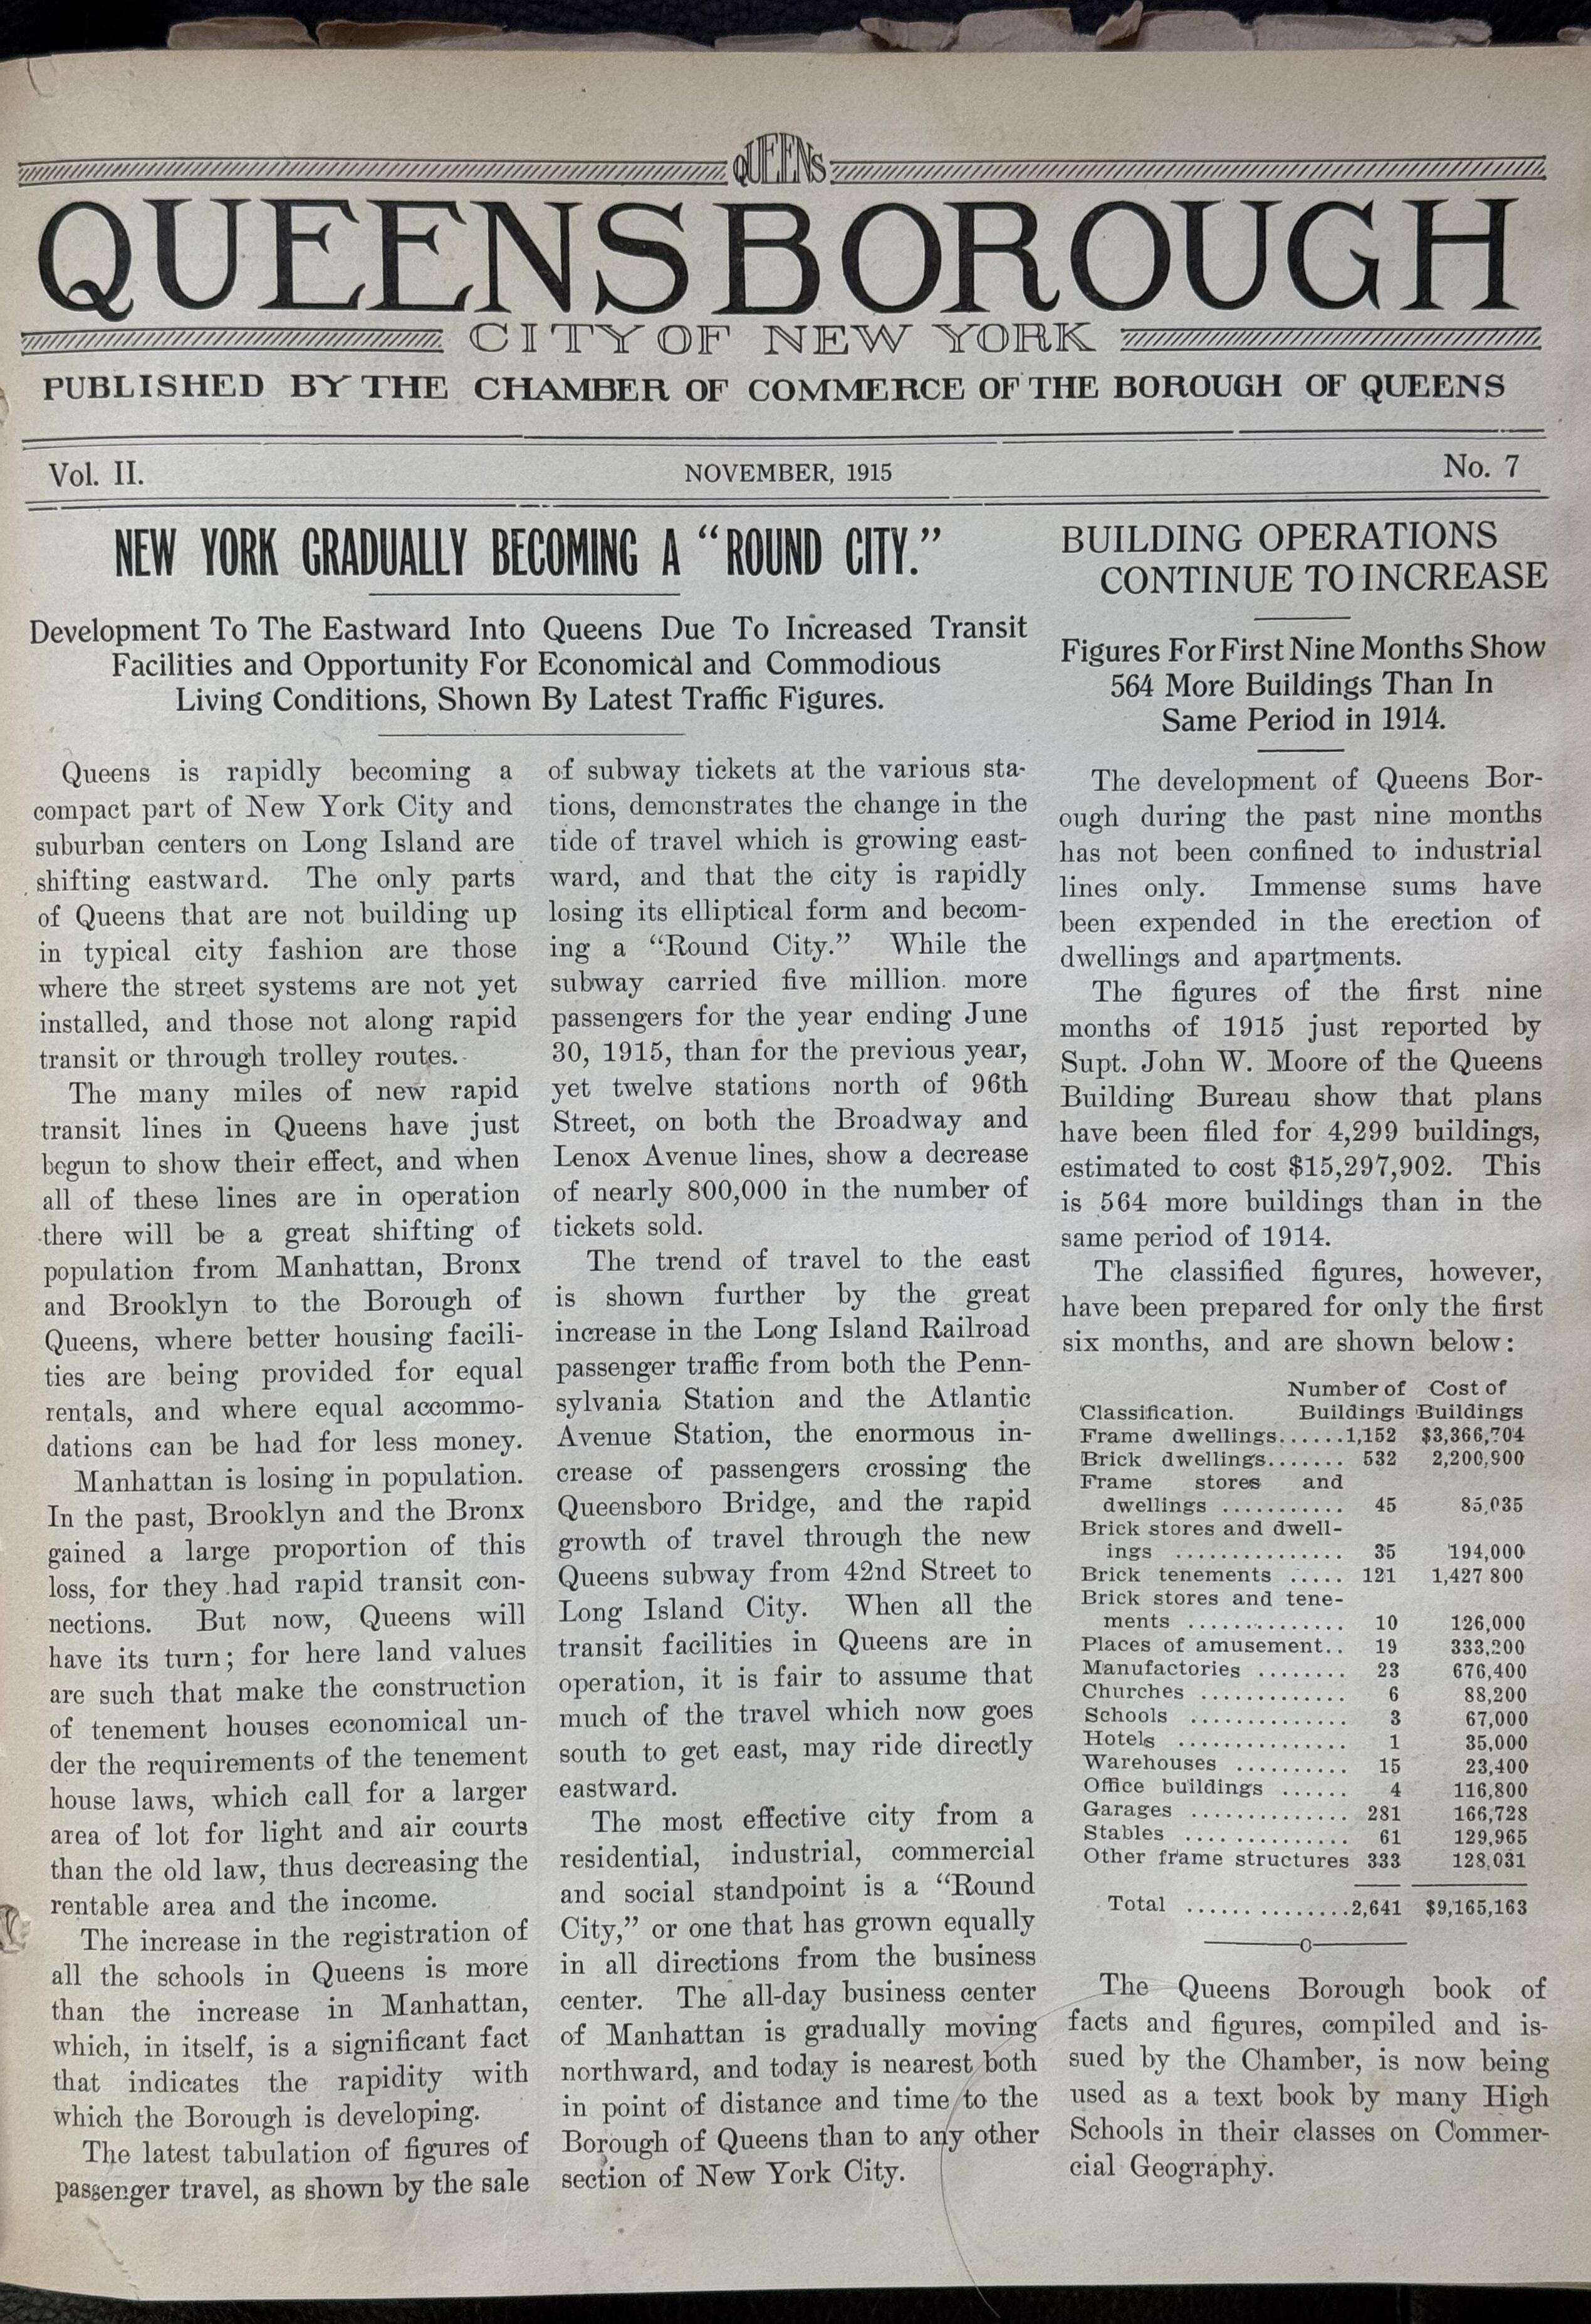 QUEENS
QUEENSBOROUGH
CITY OF NEW YORK
PUBLISHED BY THE CHAMBER OF COMMERCE OF THE BOROUGH OF QUEENS
Vol. II.
NOVEMBER, 1915
No. 7
NEW YORK GRADUALLY BECOMING A "ROUND CITY."
Development To The Eastward Into Queens Due To Increased Transit
Facilities and Opportunity For Economical and Commodious
Living Conditions, Shown By Latest Traffic Figures.
Queens is rapidly becoming a
compact part of New York City and
suburban centers on Long Island are
shifting eastward. The only parts
of Queens that are not building up
in typical city fashion are those
where the street systems are not yet
installed, and those not along rapid
transit or through trolley routes.
The many miles of new rapid
transit lines in Queens have just
begun to show their effect, and when
all of these lines are in operation
there will be a great shifting of
population from Manhattan, Bronx
and Brooklyn to the Borough of
Queens, where better housing facili-
ties are being provided for equal
rentals, and where equal accommo-
dations can be had for less money.
Manhattan is losing in population.
In the past, Brooklyn and the Bronx
gained a large proportion of this
loss, for they had rapid transit con-
nections. But now, Queens will
have its turn; for here land values
are such that make the construction
of tenement houses economical un-
der the requirements of the tenement
house laws, which call for a larger
area of lot for light and air courts
than the old law, thus decreasing the
rentable area and the income.
The increase in the registration of
all the schools in Queens is more
than the increase in Manhattan,
which, in itself, is a significant fact
that indicates the rapidity with
which the Borough is developing.
The latest tabulation of figures of
passenger travel, as shown by the sale
of subway tickets at the various sta-
tions, demonstrates the change in the
tide of travel which is growing east-
ward, and that the city is rapidly
losing its elliptical form and becom-
ing a "Round City." While the
subway carried five million more
passengers for the year ending June
30, 1915, than for the previous year,
yet twelve stations north of 96th
Street, on both the Broadway and
Lenox Avenue lines, show a decrease
of nearly 800,000 in the number of
tickets sold.
The trend of travel to the east
is shown further by the great
increase in the Long Island Railroad
passenger traffic from both the Penn-
sylvania Station and the Atlantic
Avenue Station, the enormous in-
crease of passengers crossing the
Queensboro Bridge, and the rapid
growth of travel through the new
Queens subway from 42nd Street to
Long Island City. When all the
transit facilities in Queens are in
operation, it is fair to assume that
much of the travel which now goes
south to get east, may ride directly
eastward.
The most effective city from a
residential, industrial, commercial
and social standpoint is a "Round
City," or one that has grown equally
in all directions from the business
center. The all-day business center
of Manhattan is gradually moving
northward, and today is nearest both
in point of distance and time to the
Borough of Queens than to any other
section of New York City.
BUILDING OPERATIONS
CONTINUE TO INCREASE
Figures For First Nine Months Show
564 More Buildings Than In
Same Period in 1914.
The development of Queens Bor-
ough during the past nine months
has not been confined to industrial
lines only. Immense sums have
been expended in the erection of
dwellings and apartments.
The figures of the first nine
months of 1915 just reported by
Supt. John W. Moore of the Queens
Building Bureau show that plans
have been filed for 4,299 buildings,
estimated to cost $15,297,902. This
is 564 more buildings than in the
same period of 1914.
The classified figures, however,
have been prepared for only the first
six months, and are shown below:
Number of Cost of
Classification. Buildings Buildings
Frame dwellings......1,152 $3,366,704
Brick dwellings....... 532 2,200,900
Frame stores and
dwellings ........... 45 85,035
Brick stores and dwell-
ings ............... 35 194,000
Brick tenements ..... 121 1,427 800
Brick stores and tene-
ments .............. 10 126,000
Places of amusement.. 19 333,200
Manufactories ........ 23 676,400
Churches ............. 6 88,200
Schools .............. 3 67,000
Hotels ............... 1 35,000
Warehouses .......... 15 23,400
Office buildings ...... 4 116,800
Garages .............. 281 166,728
Stables ............... 61 129,965
Other frame structures 333 128,031
Total ...............2,641 $9,165,163
The Queens Borough book of
facts and figures, compiled and is-
sued by the Chamber, is now being
used as a text book by many High
Schools in their classes on Commer-
cial Geography.